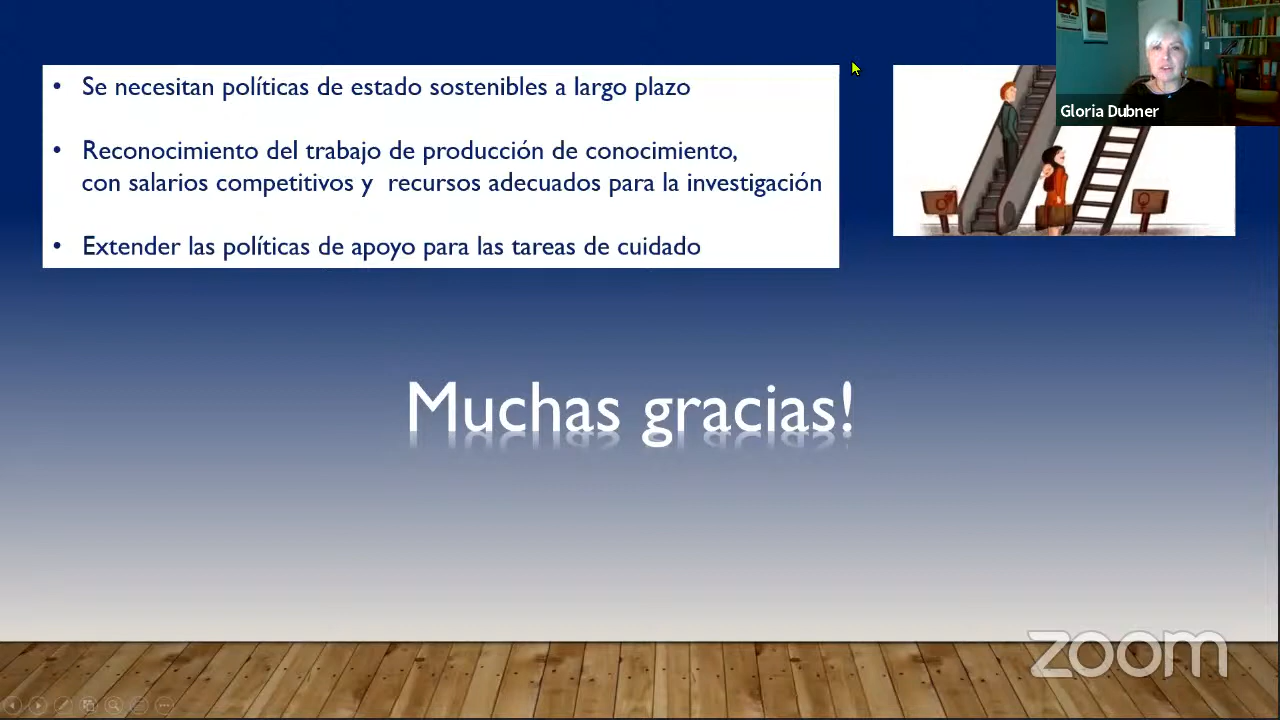 • Se necesitan políticas de estado sostenibles a largo plazo
• Reconocimiento del trabajo de producción de conocimiento,
con salarios competitivos y recursos adecuados para la investigación
• Extender las políticas de apoyo para las tareas de cuidado
Gloria Dubner
Muchas gracias!
zoom